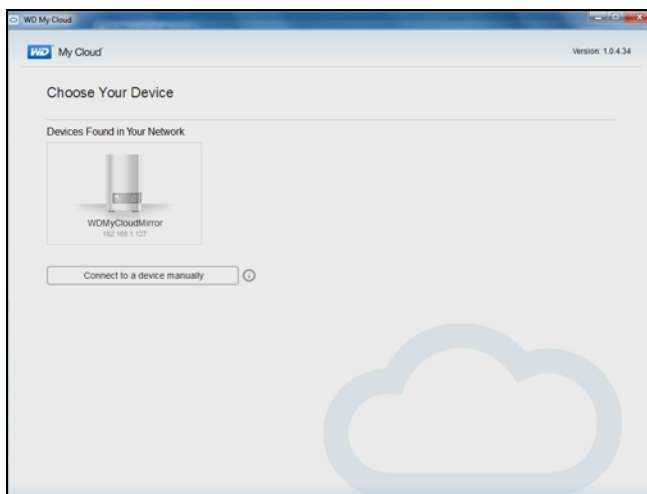 WD My Cloud
WD My Cloud
Version: 1.0.4.34
Choose Your Device
Devices Found in Your Network
WDMyCloudMirror
192.168.1.127
Connect to a device manually